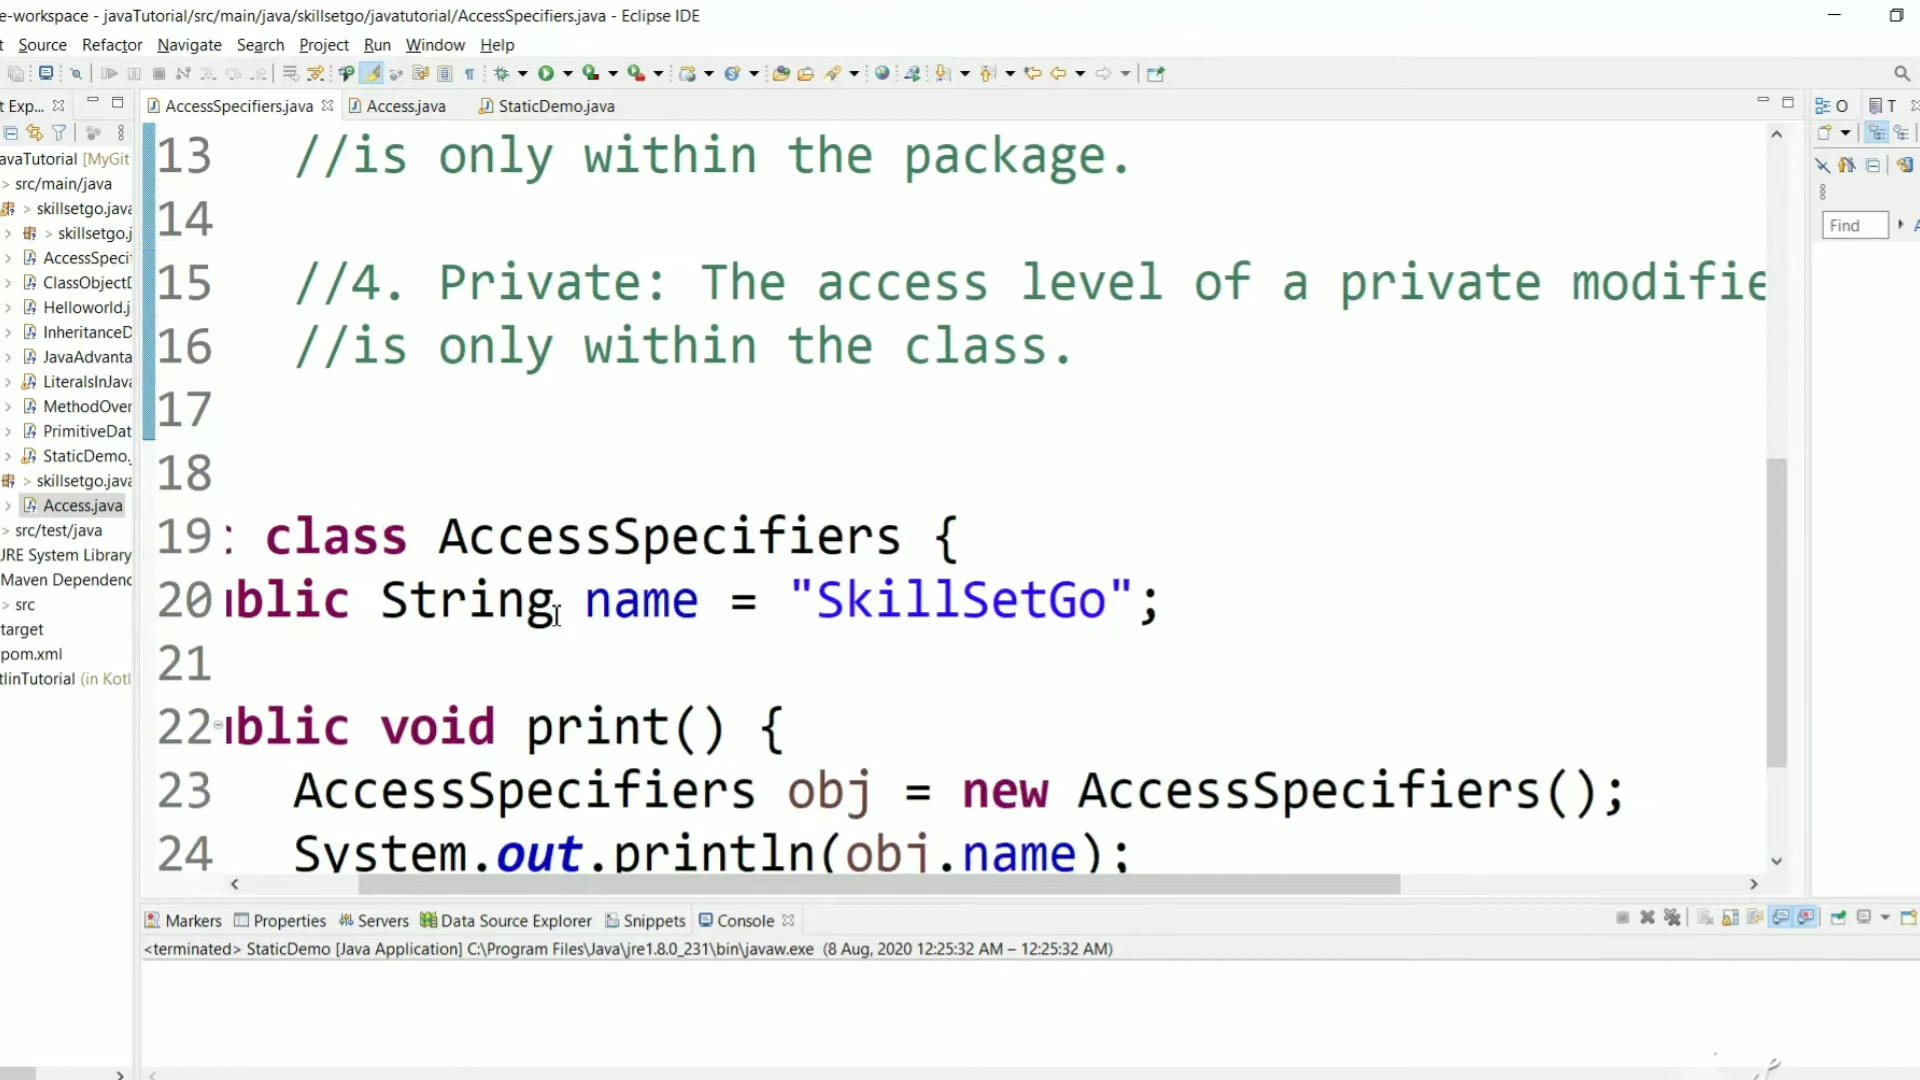 e-workspace - javaTutorial/src/main/java/skillsetgo/javatutorial/AccessSpecifiers.java - Eclipse IDE
t Source Refactor Navigate Search Project Run Window Help
t Exp...
AccessSpecifiers.java
Access.java
StaticDemo.java
O
T
Find
A
avaTutorial [MyGit
> src/main/java
> skillsetgo.java
> skillsetgo.j
AccessSpecif
ClassObjectD
Helloworld.j
InheritanceD
JavaAdvanta
LiteralsInJava
MethodOver
PrimitiveDat
StaticDemo.
> skillsetgo.java
Access.java
> src/test/java
JRE System Library
Maven Dependenc
> src
target
pom.xml
tlinTutorial (in Kotl
13 //is only within the package.
14
15 //4. Private: The access level of a private modifie
16 //is only within the class.
17
18
19 : class AccessSpecifiers {
20 ublic String name = "SkillSetGo";
21
22 ublic void print() {
23 AccessSpecifiers obj = new AccessSpecifiers();
24 System.out.println(obj.name);
Markers Properties Servers Data Source Explorer Snippets Console
<terminated> StaticDemo [Java Application] C:\Program Files\Java\jre1.8.0_231\bin\javaw.exe (8 Aug, 2020 12:25:32 AM – 12:25:32 AM)